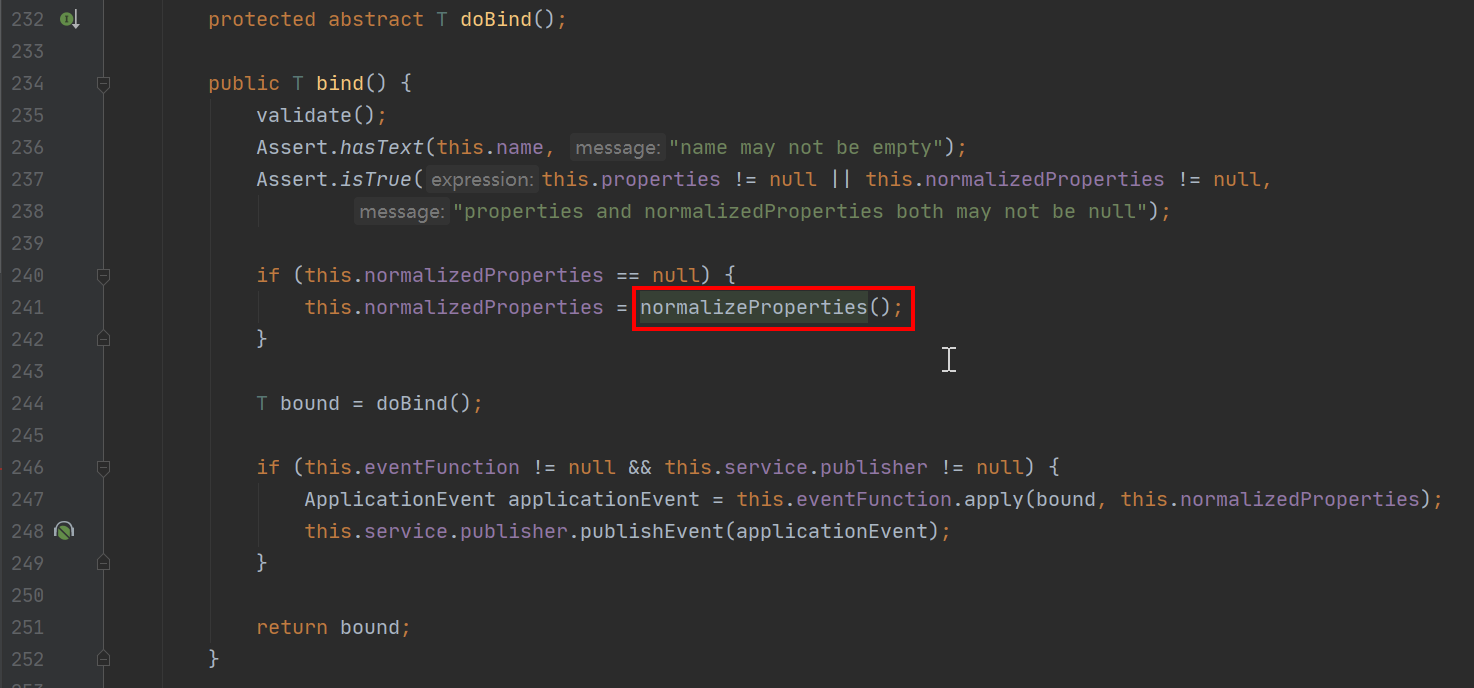 232 protected abstract T doBind();
233
234 public T bind() {
235 validate();
236 Assert.hasText(this.name, message: "name may not be empty");
237 Assert.isTrue( expression: this.properties != null || this.normalizedProperties != null,
238 message: "properties and normalizedProperties both may not be null");
239
240 if (this.normalizedProperties == null) {
241 this.normalizedProperties = normalizeProperties();
242 }
243
244 T bound = doBind();
245
246 if (this.eventFunction != null && this.service.publisher != null) {
247 ApplicationEvent applicationEvent = this.eventFunction.apply(bound, this.normalizedProperties);
248 this.service.publisher.publishEvent(applicationEvent);
249 }
250
251 return bound;
252 }